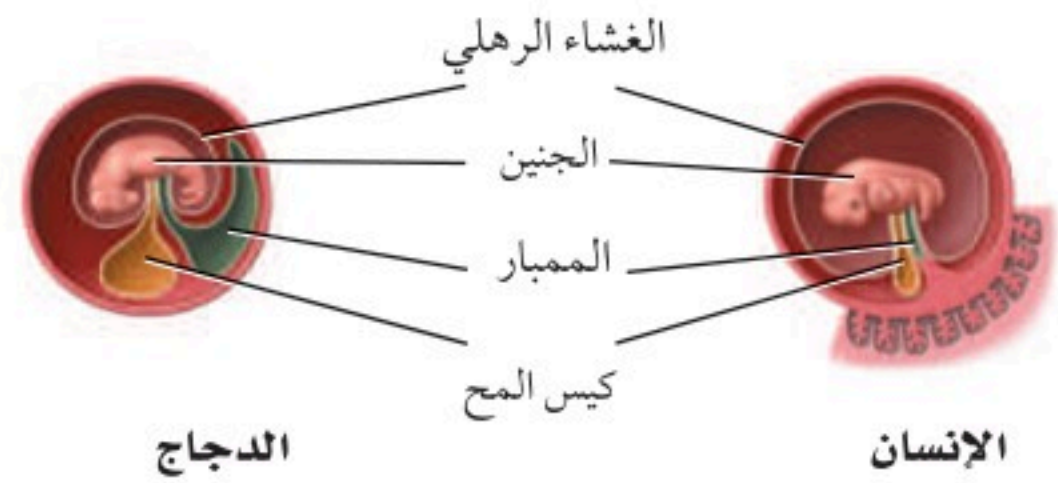 الغشاء الرهلي
الجنين
الممبار
كيس المح
الإنسان
الدجاج